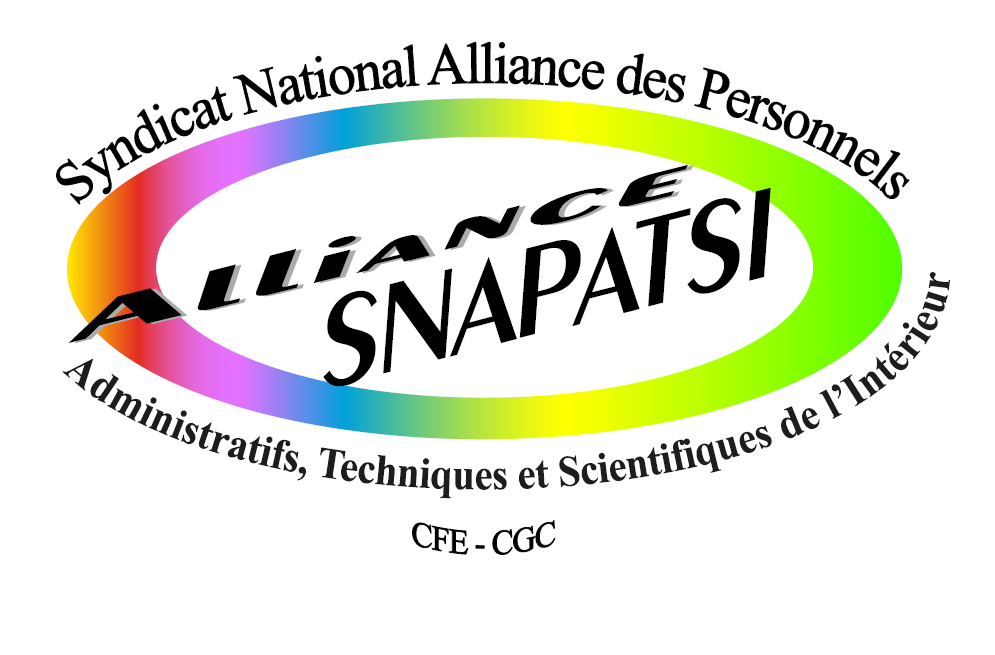 Syndicat National Alliance des Personnels
ALLiANCE
SNAPATSI
Administratifs, Techniques et Scientifiques de l’Intérieur
CFE - CGC